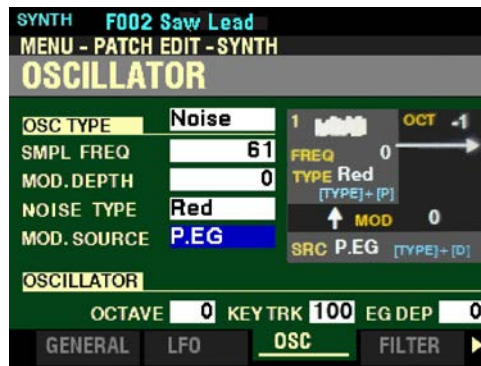 SYNTH F002 Saw Lead
MENU - PATCH EDIT - SYNTH
OSCILLATOR
OSC TYPE Noise
SMPL FREQ 61
MOD.DEPTH 0
NOISE TYPE Red
MOD. SOURCE P.EG
1 OCT -1
FREQ 0
TYPE Red
[TYPE]+[P]
MOD 0
SRC P.EG [TYPE]+[D]
OSCILLATOR
OCTAVE 0 KEY TRK 100 EG DEP 0
GENERAL LFO OSC FILTER